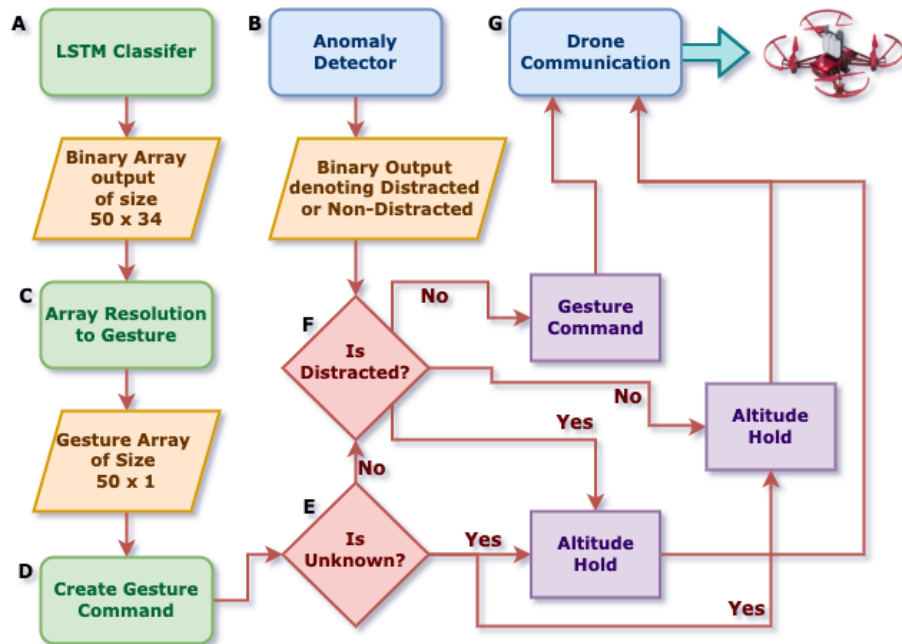 A
LSTM Classifer
B
Anomaly
Detector
G
Drone
Communication
Binary Array
output
of size
50 x 34
Binary Output
denoting Distracted
or Non-Distracted
C
Array Resolution
to Gesture
F
Is
Distracted?
No
Gesture
Command
No
Yes
Altitude
Hold
Gesture Array
of Size
50 x 1
No
E
Is
Unknown?
Yes
Altitude
Hold
Yes
D
Create Gesture
Command